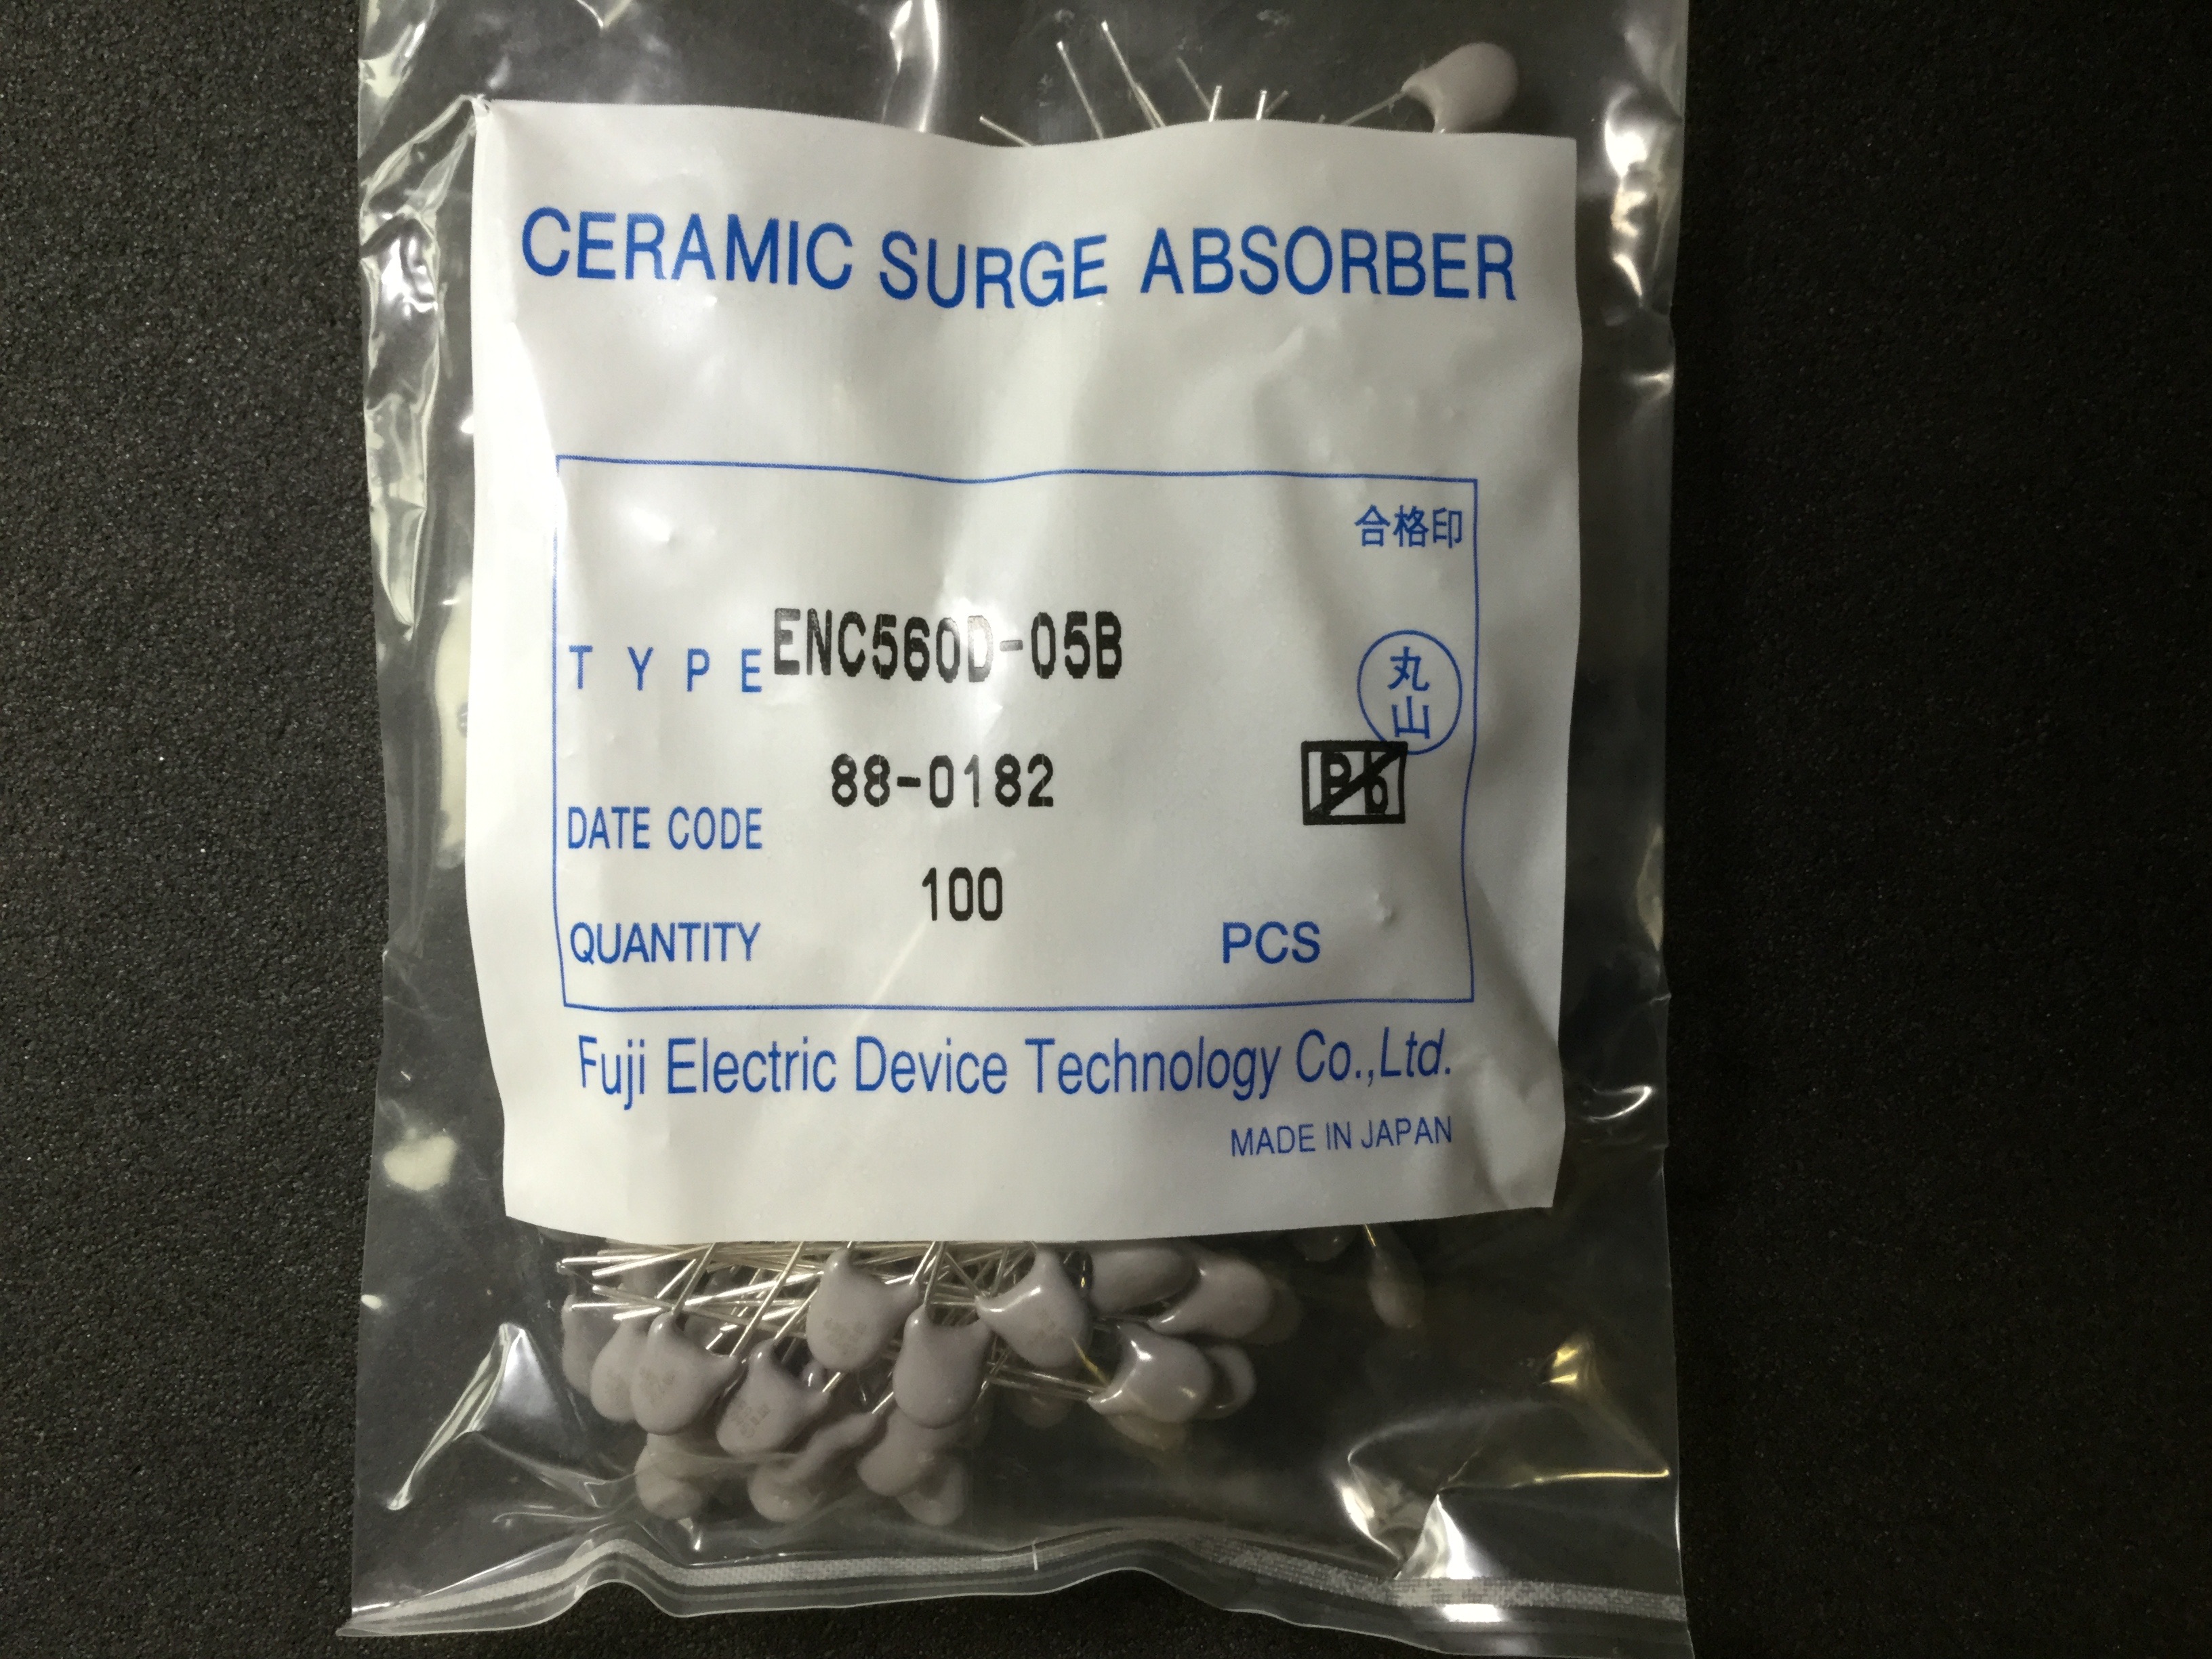 CERAMIC SURGE ABSORBER
合格印
TYPE ENC560D-05B
丸山
88-0182
Pb
DATE CODE
100
QUANTITY PCS
Fuji Electric Device Technology Co.,Ltd.
MADE IN JAPAN